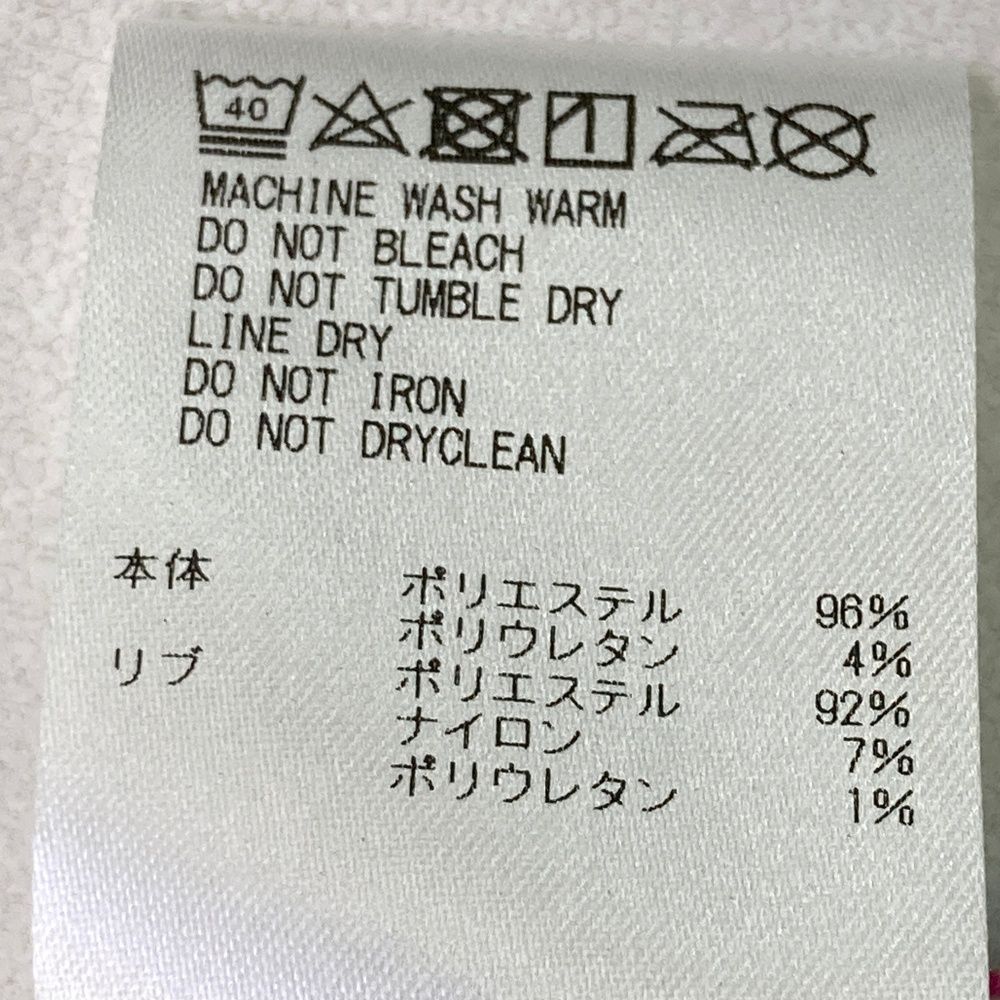 40
MACHINE WASH WARM
DO NOT BLEACH
DO NOT TUMBLE DRY
LINE DRY
DO NOT IRON
DO NOT DRYCLEAN
本体 ポリエステル 96%
ポリウレタン 4%
リブ ポリエステル 92%
ナイロン 7%
ポリウレタン 1%